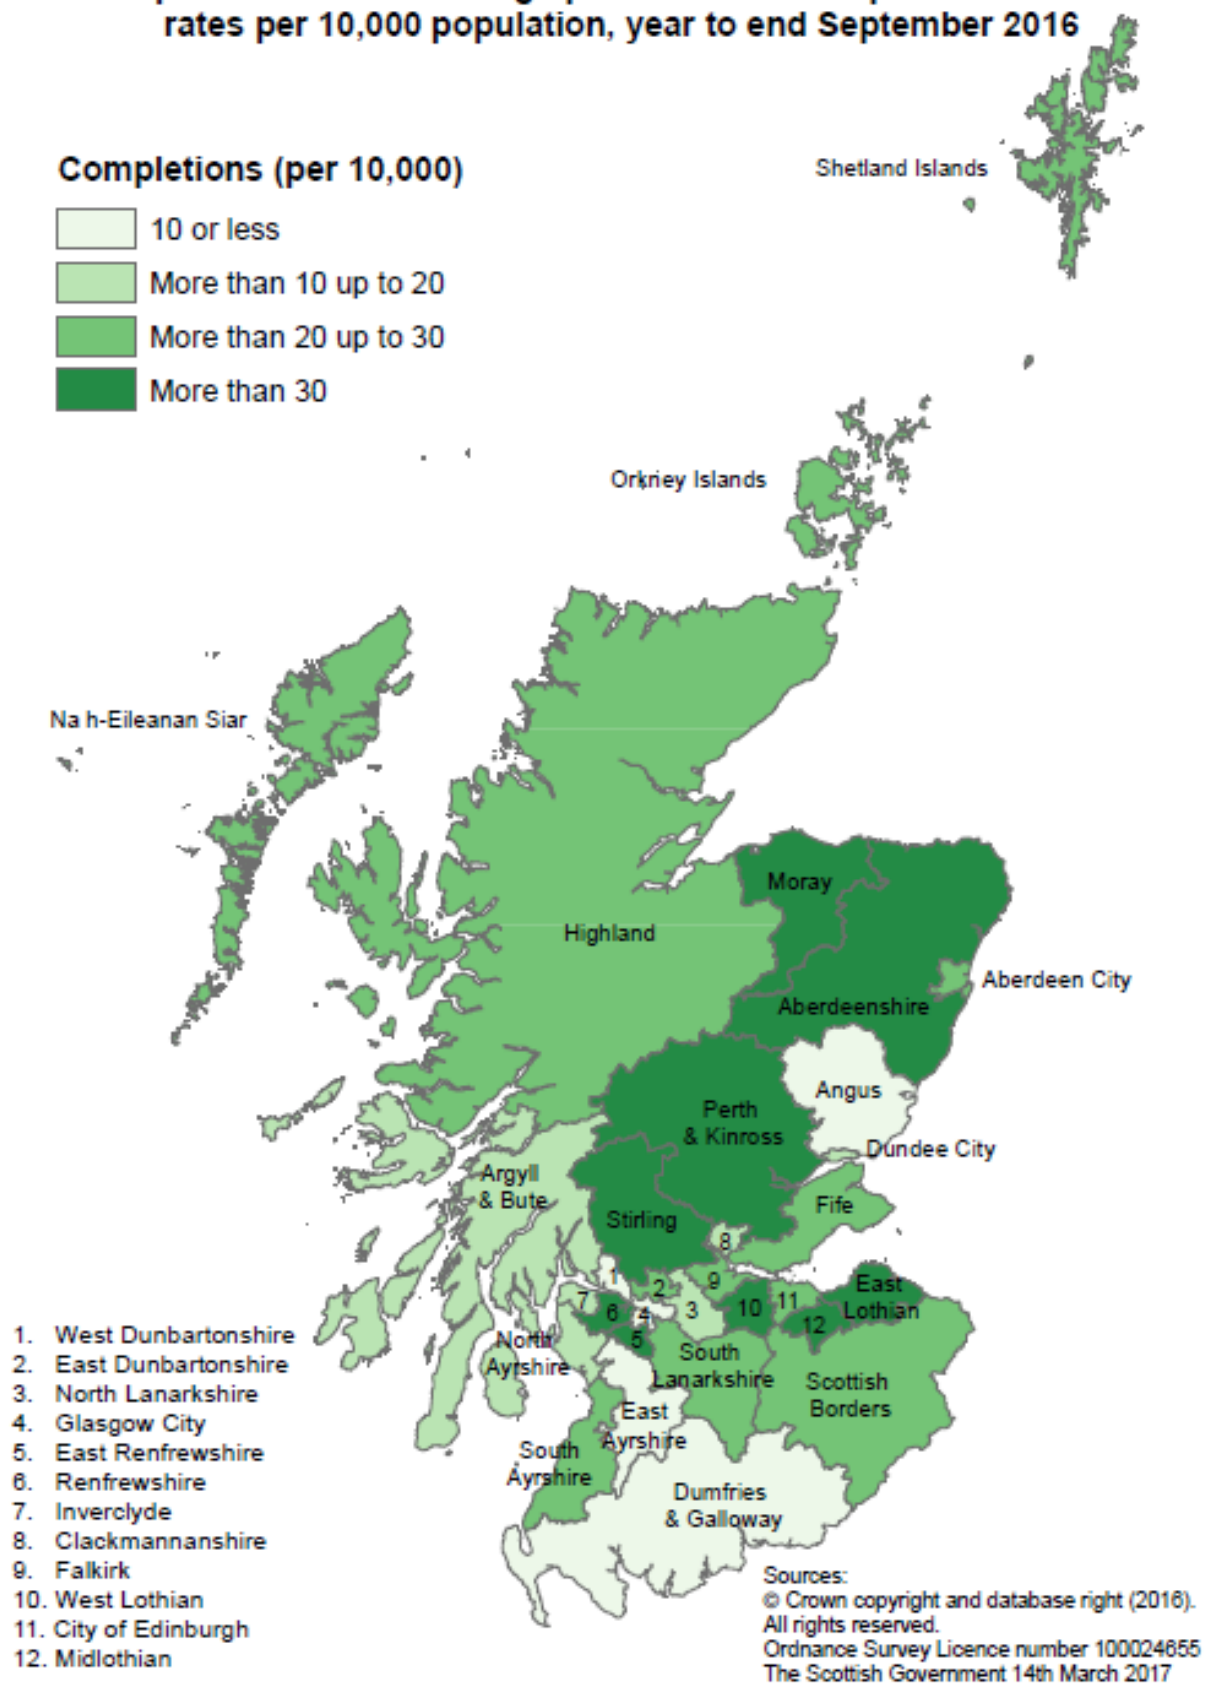 rates per 10,000 population, year to end September 2016
Completions (per 10,000)
10 or less
More than 10 up to 20
More than 20 up to 30
More than 30
Shetland Islands
Orkney Islands
Na h-Eileanan Siar
Moray
Highland
Aberdeen City
Aberdeenshire
Angus
Perth
& Kinross
Dundee City
Argyll
& Bute
Fife
Stirling
8
1
2
9
7
6
4
3
10
11
East
Lothian
12
5
North
Ayrshire
South
Lanarkshire
Scottish
Borders
East
Ayrshire
South
Ayrshire
Dumfries
& Galloway
1. West Dunbartonshire
2. East Dunbartonshire
3. North Lanarkshire
4. Glasgow City
5. East Renfrewshire
6. Renfrewshire
7. Inverclyde
8. Clackmannanshire
9. Falkirk
10. West Lothian
11. City of Edinburgh
12. Midlothian
Sources:
© Crown copyright and database right (2016).
All rights reserved.
Ordnance Survey Licence number 100024655
The Scottish Government 14th March 2017